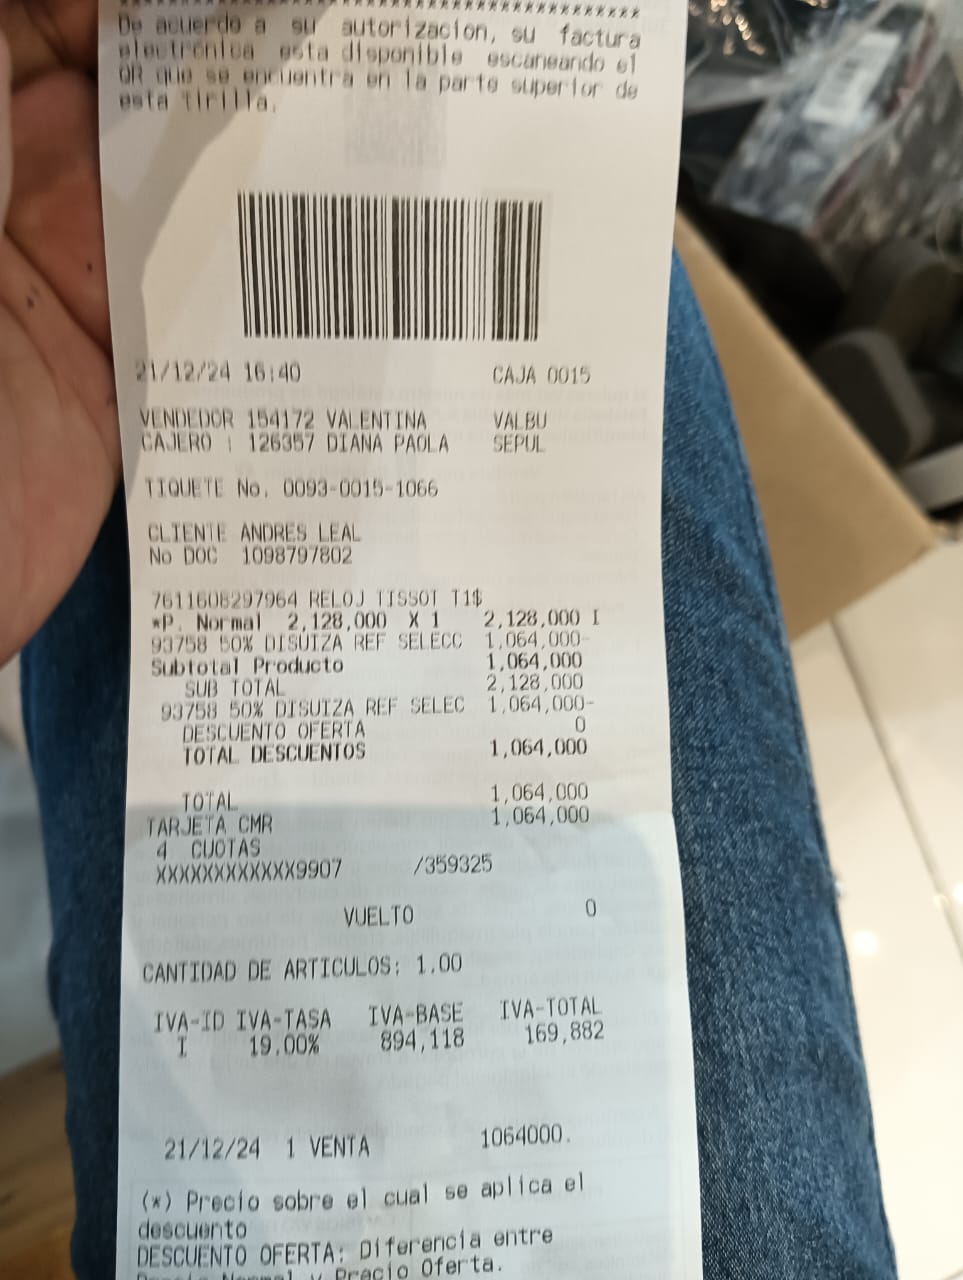 ****************************************
De acuerdo a su autorizacion, su factura
electronica esta disponible escaneando el
QR que se encuentra en la parte superior de
esta Tirilla.
21/12/24 16:40 CAJA 0015
VENDEDOR 154172 VALENTINA VALBU
CAJERO : 126357 DIANA PAOLA SEPUL
TIQUETE No. 0093-0015-1066
CLIENTE ANDRES LEAL
No DOC 1098797802
7611608297964 RELOJ TISSOT T1$
*P. Normal 2,128,000 X 1 2,128,000 I
93758 50% DISUIZA REF SELECC 1,064,000-
Subtotal Producto 1,064,000
SUB TOTAL 2,128,000
93758 50% DISUIZA REF SELEC 1,064,000-
DESCUENTO OFERTA 0
TOTAL DESCUENTOS 1,064,000
TOTAL 1,064,000
TARJETA CMR 1,064,000
4 CUOTAS
XXXXXXXXXXXX9907 /359325
VUELTO 0
CANTIDAD DE ARTICULOS: 1.00
IVA-ID IVA-TASA IVA-BASE IVA-TOTAL
I 19.00% 894,118 169,882
21/12/24 1 VENTA 1064000.
(*) Precio sobre el cual se aplica el
descuento
DESCUENTO OFERTA: Diferencia entre
Precio Normal y Precio Oferta.